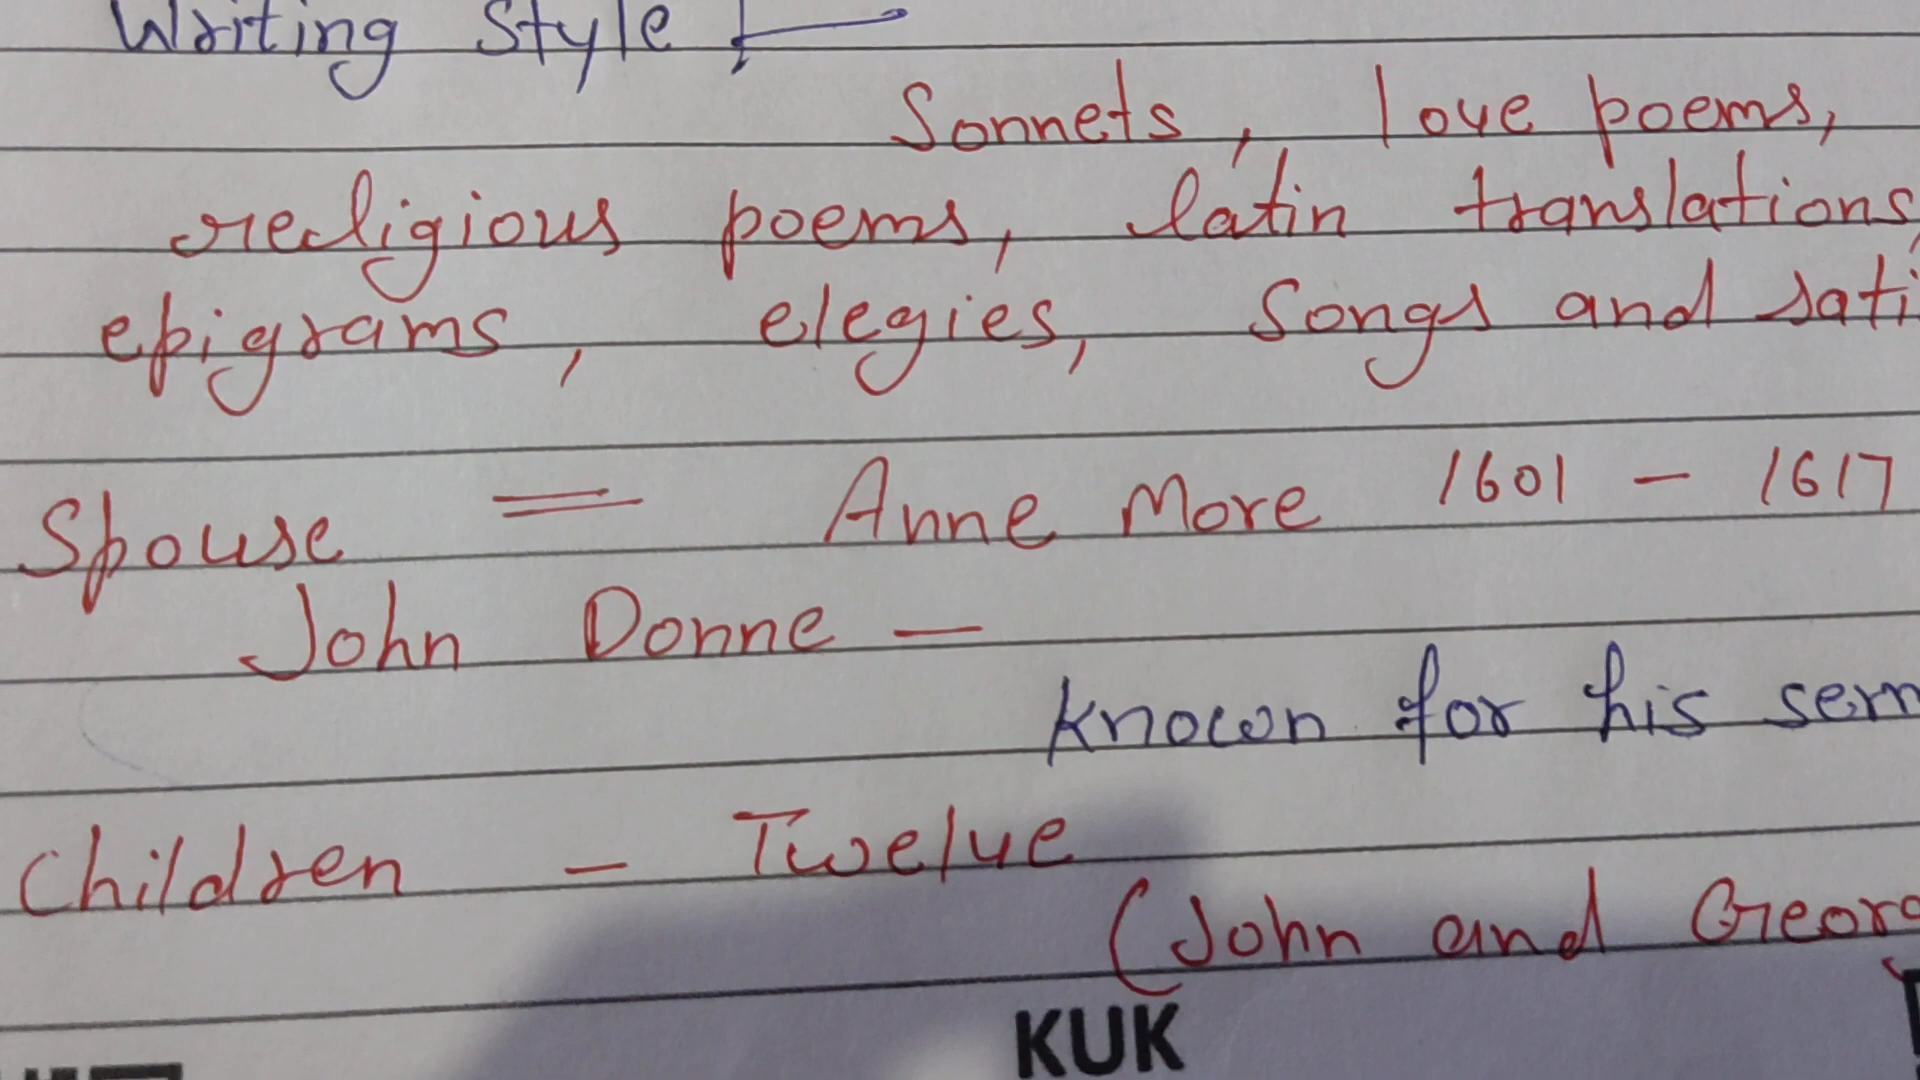 Writing Style :-
Sonnets, love poems,
religious poems, latin translations,
epigrams, elegies, Songs and sati
Spouse = Anne More 1601 - 1617
John Donne -
known for his serm
Children - Twelve
(John and Georg
KUK